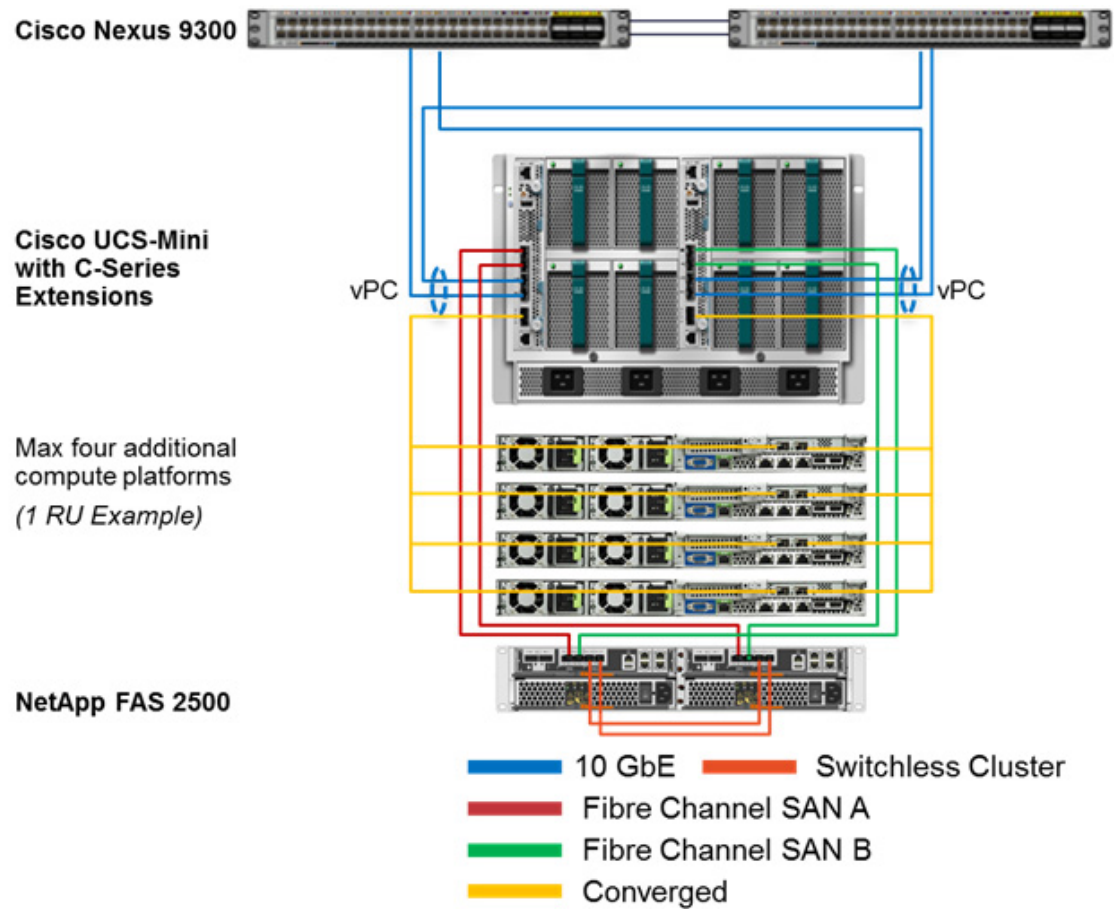 Cisco Nexus 9300
Cisco UCS-Mini
with C-Series
Extensions
vPC
vPC
Max four additional
compute platforms
(1 RU Example)
NetApp FAS 2500
10 GbE
Switchless Cluster
Fibre Channel SAN A
Fibre Channel SAN B
Converged